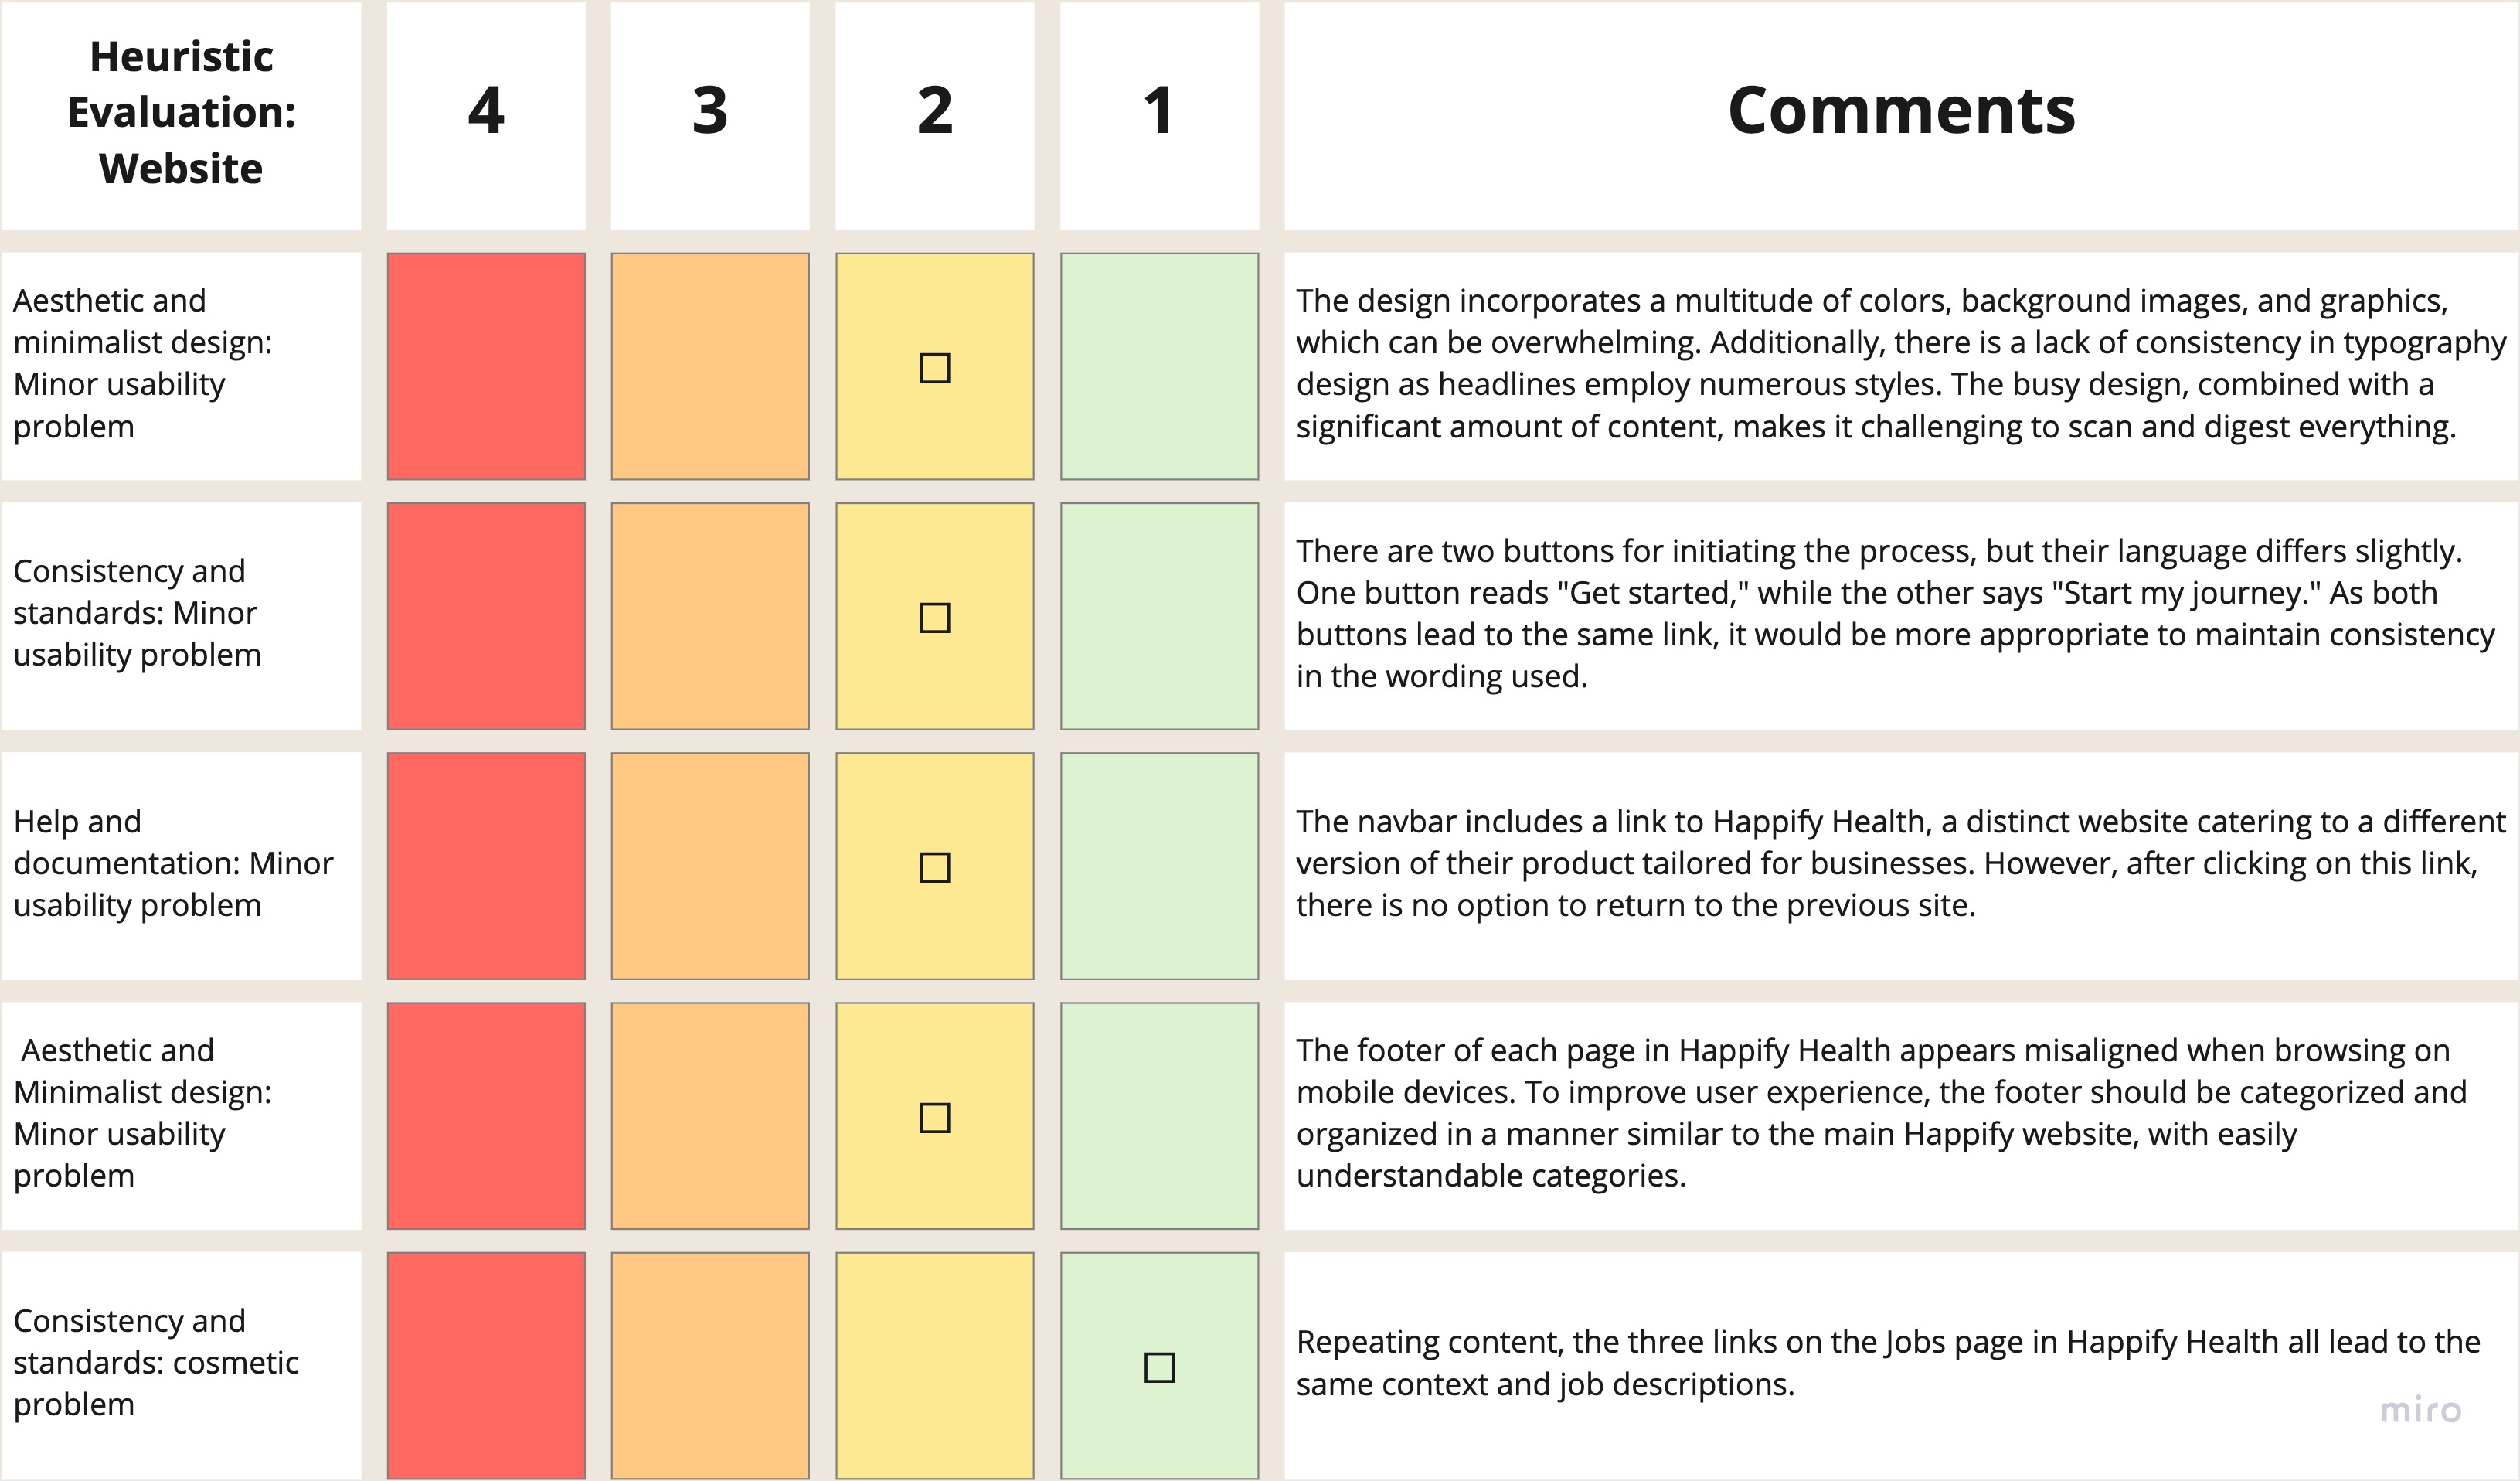 Heuristic
Evaluation:
Website
4
3
2
1
Comments
Aesthetic and
minimalist design:
Minor usability
problem
□
The design incorporates a multitude of colors, background images, and graphics,
which can be overwhelming. Additionally, there is a lack of consistency in typography
design as headlines employ numerous styles. The busy design, combined with a
significant amount of content, makes it challenging to scan and digest everything.
Consistency and
standards: Minor
usability problem
□
There are two buttons for initiating the process, but their language differs slightly.
One button reads "Get started," while the other says "Start my journey." As both
buttons lead to the same link, it would be more appropriate to maintain consistency
in the wording used.
Help and
documentation: Minor
usability problem
□
The navbar includes a link to Happify Health, a distinct website catering to a different
version of their product tailored for businesses. However, after clicking on this link,
there is no option to return to the previous site.
Aesthetic and
Minimalist design:
Minor usability
problem
□
The footer of each page in Happify Health appears misaligned when browsing on
mobile devices. To improve user experience, the footer should be categorized and
organized in a manner similar to the main Happify website, with easily
understandable categories.
Consistency and
standards: cosmetic
problem
□
Repeating content, the three links on the Jobs page in Happify Health all lead to the
same context and job descriptions.
miro